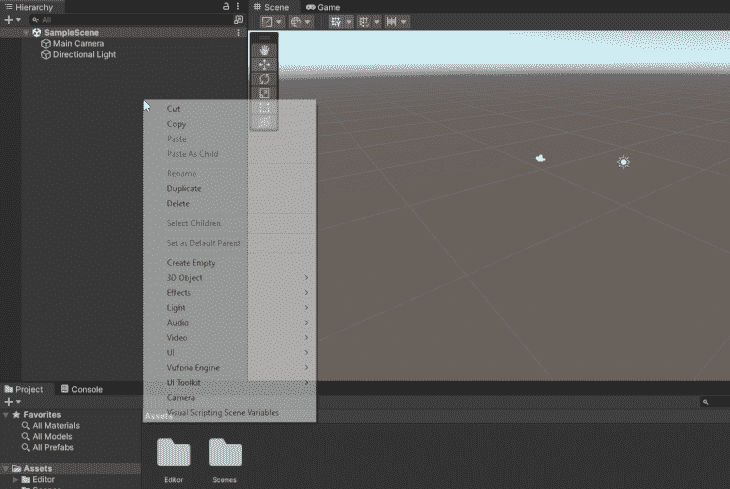 Hierarchy
Scene
Game
All
SampleScene
Main Camera
Directional Light
Cut
Copy
Paste
Paste As Child
Rename
Duplicate
Delete
Select Children
Set as Default Parent
Create Empty
3D Object
Effects
Light
Audio
Video
UI
Vuforia Engine
UI Toolkit
Camera
Visual Scripting Scene Variables
Project
Console
Favorites
All Materials
All Models
All Prefabs
Assets
Editor
Assets
Editor
Scenes